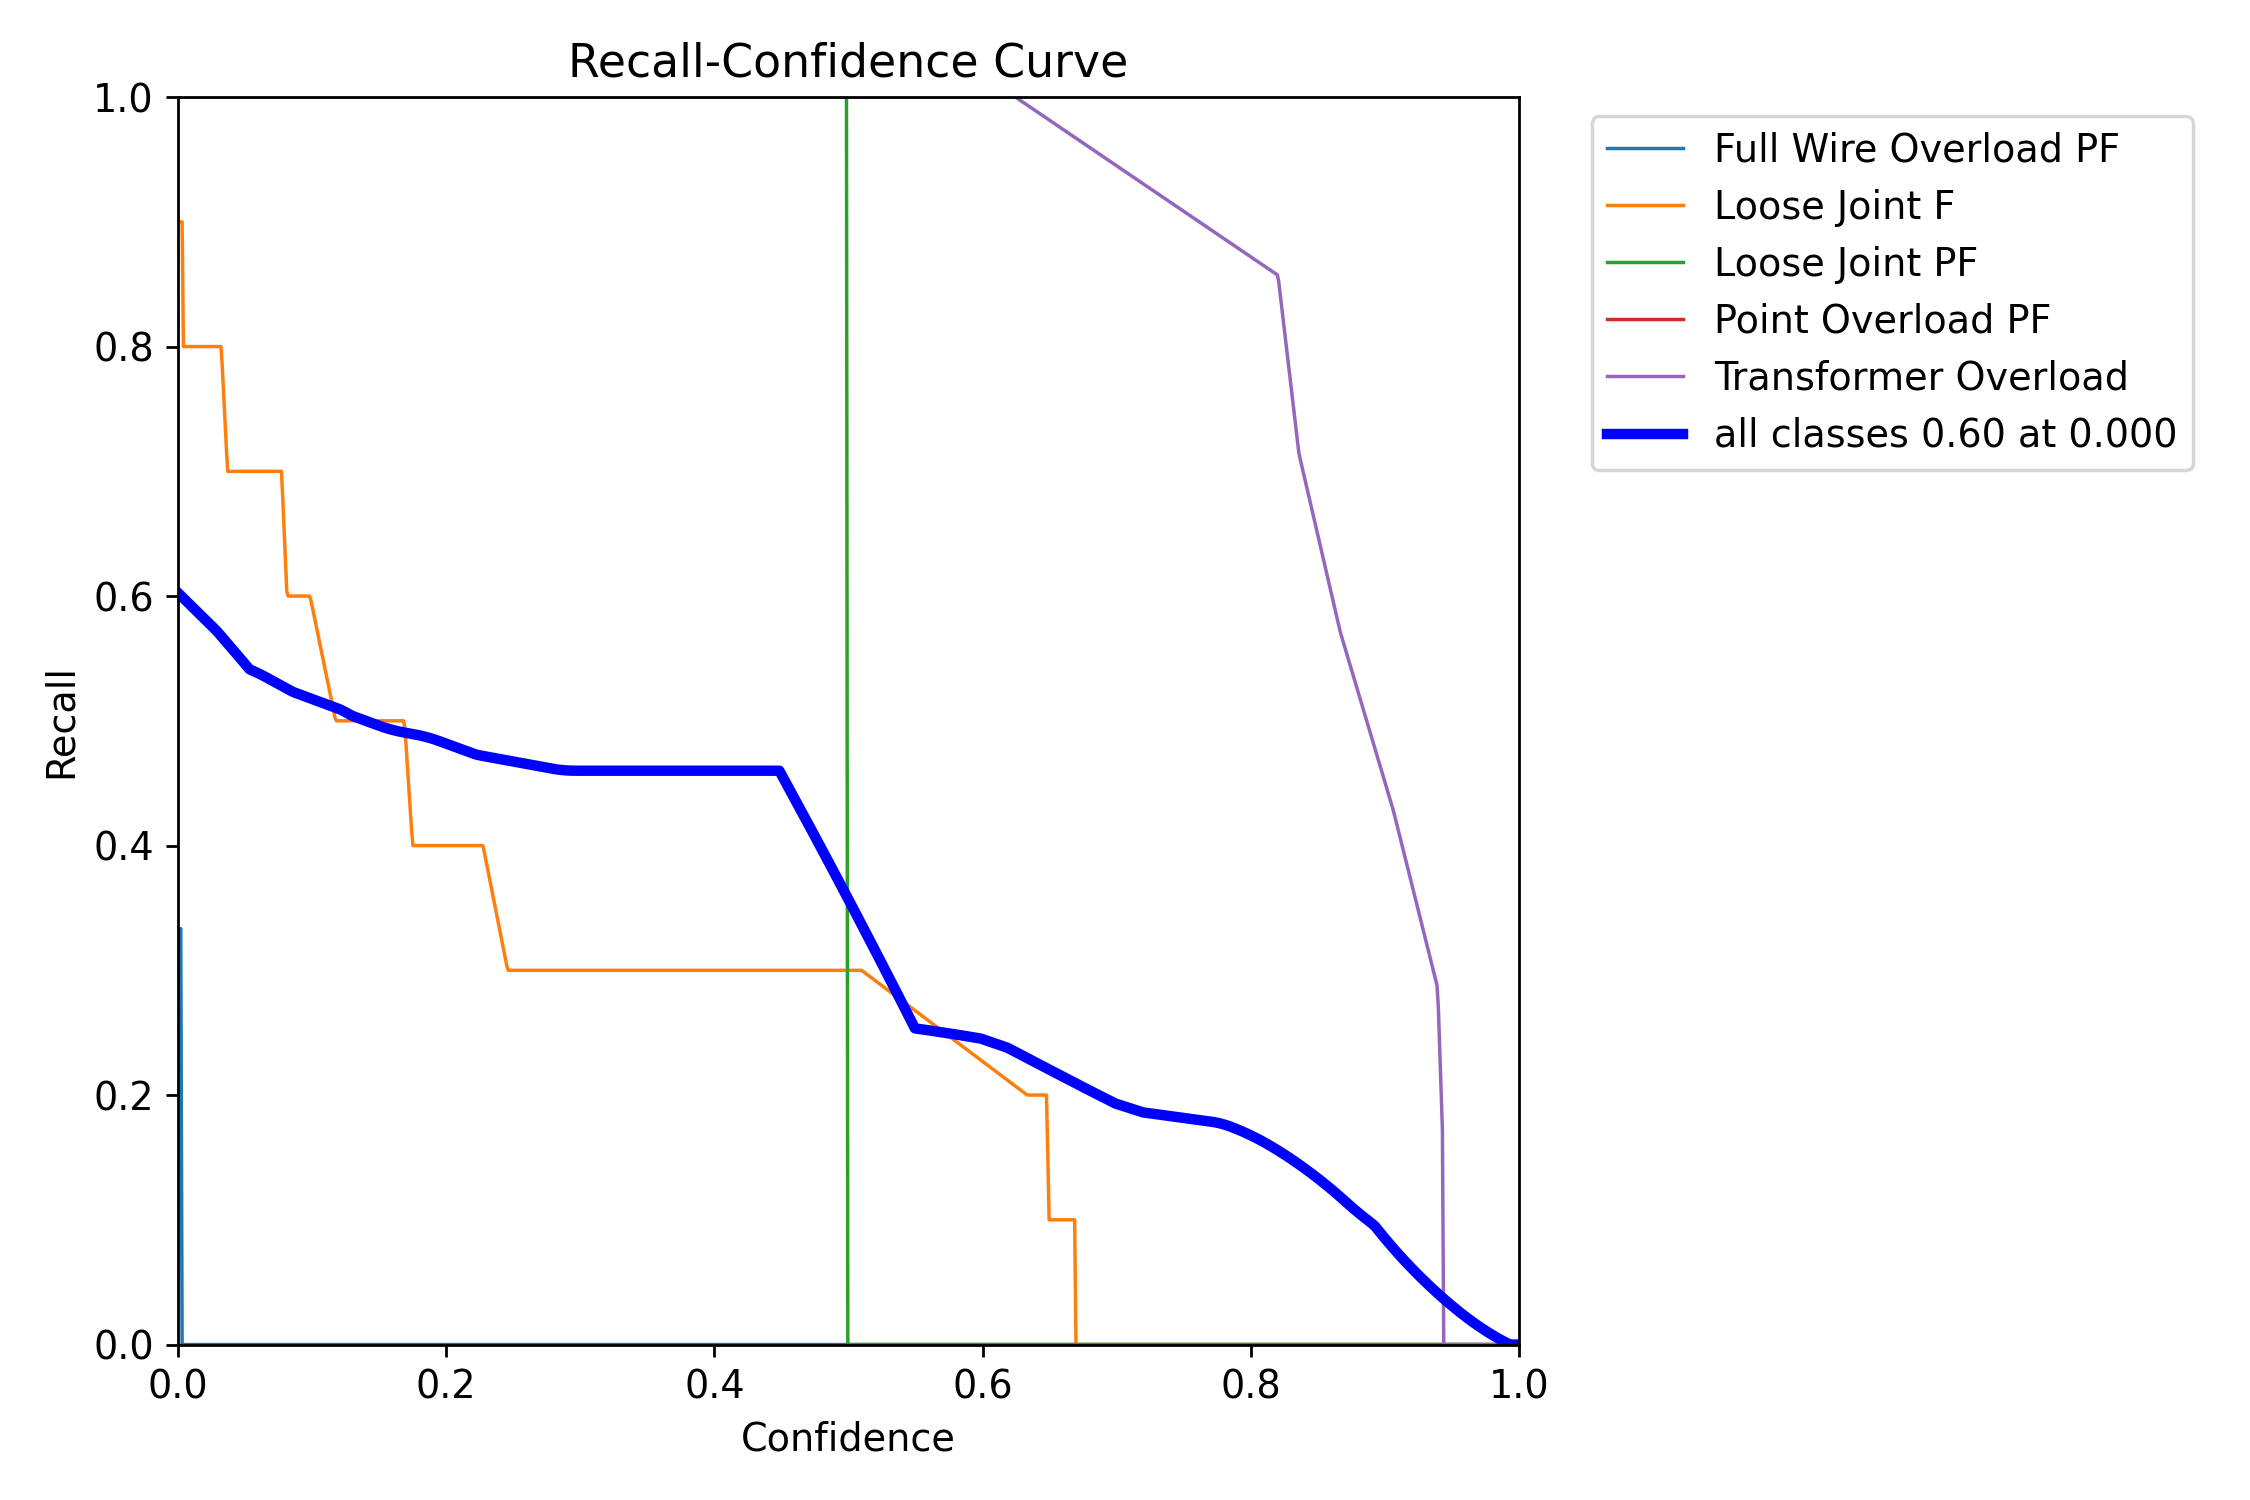 Recall-Confidence Curve
1.0
0.8
0.6
0.4
0.2
0.0
Recall
0.0 0.2 0.4 0.6 0.8 1.0
Confidence
Full Wire Overload PF
Loose Joint F
Loose Joint PF
Point Overload PF
Transformer Overload
all classes 0.60 at 0.000